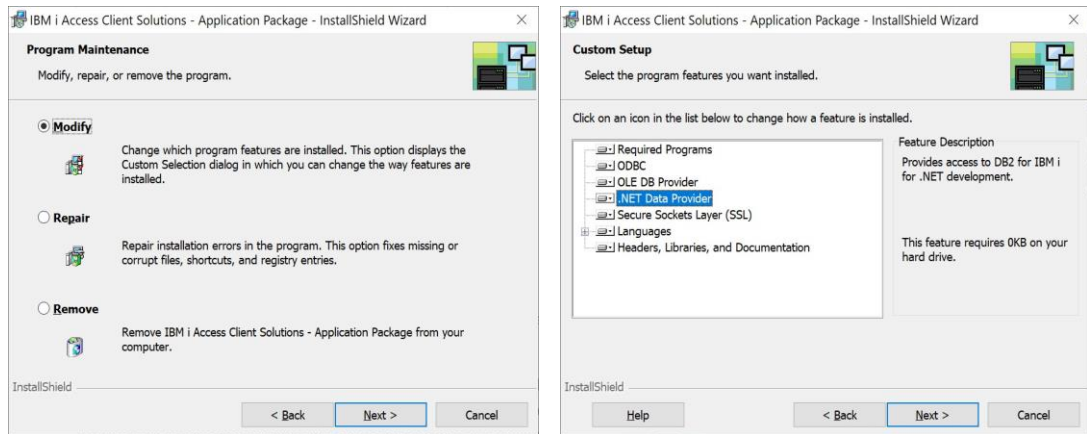 IBM i Access Client Solutions - Application Package - InstallShield Wizard
Program Maintenance
Modify, repair, or remove the program.
Modify
Change which program features are installed. This option displays the
Custom Selection dialog in which you can change the way features are
installed.
Repair
Repair installation errors in the program. This option fixes missing or
corrupt files, shortcuts, and registry entries.
Remove
Remove IBM i Access Client Solutions - Application Package from your
computer.
InstallShield
< Back
Next >
Cancel
IBM i Access Client Solutions - Application Package - InstallShield Wizard
Custom Setup
Select the program features you want installed.
Click on an icon in the list below to change how a feature is installed.
Required Programs
ODBC
OLE DB Provider
.NET Data Provider
Secure Sockets Layer (SSL)
Languages
Headers, Libraries, and Documentation
Feature Description
Provides access to DB2 for IBM i
for .NET development.
This feature requires 0KB on your
hard drive.
InstallShield
Help
< Back
Next >
Cancel